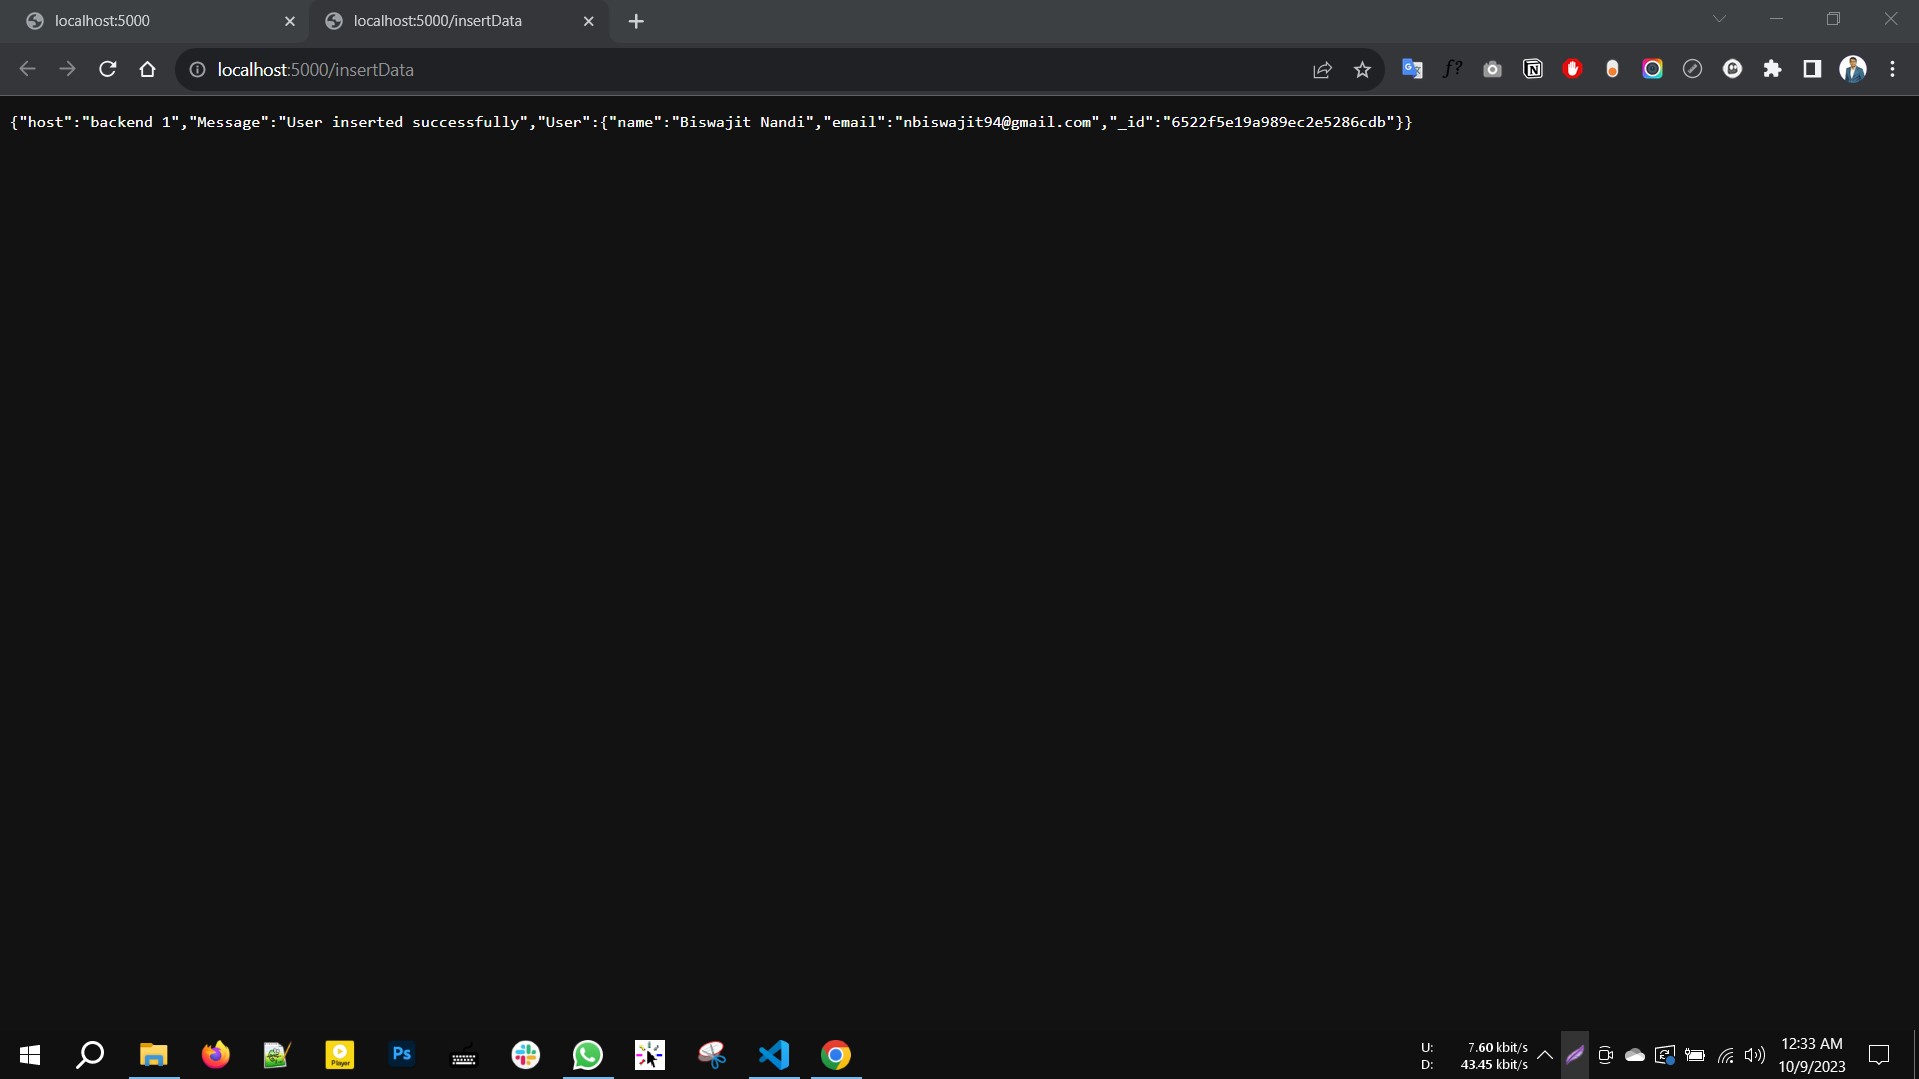 localhost:5000
localhost:5000/insertData
localhost:5000/insertData
f?
{"host":"backend 1","Message":"User inserted successfully","User":{"name":"Biswajit Nandi","email":"nbiswajit94@gmail.com","_id":"6522f5e19a989ec2e5286cdb"}}
Player
Ps
U: 7.60 kbit/s
D: 43.45 kbit/s
12:33 AM
10/9/2023